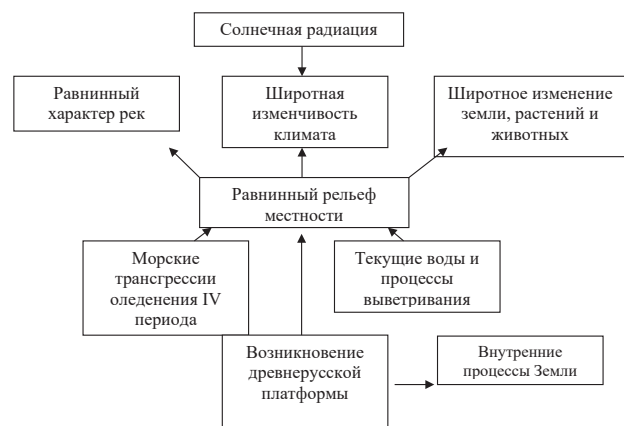 Солнечная радиация
Равнинный
характер рек
Широтная
изменчивость
климата
Широтное изменение
земли, растений и
животных
Равнинный рельеф
местности
Морские
трансгрессии
оледенения IV
периода
Текущие воды и
процессы
выветривания
Возникновение
древнерусской
платформы
Внутренние
процессы Земли